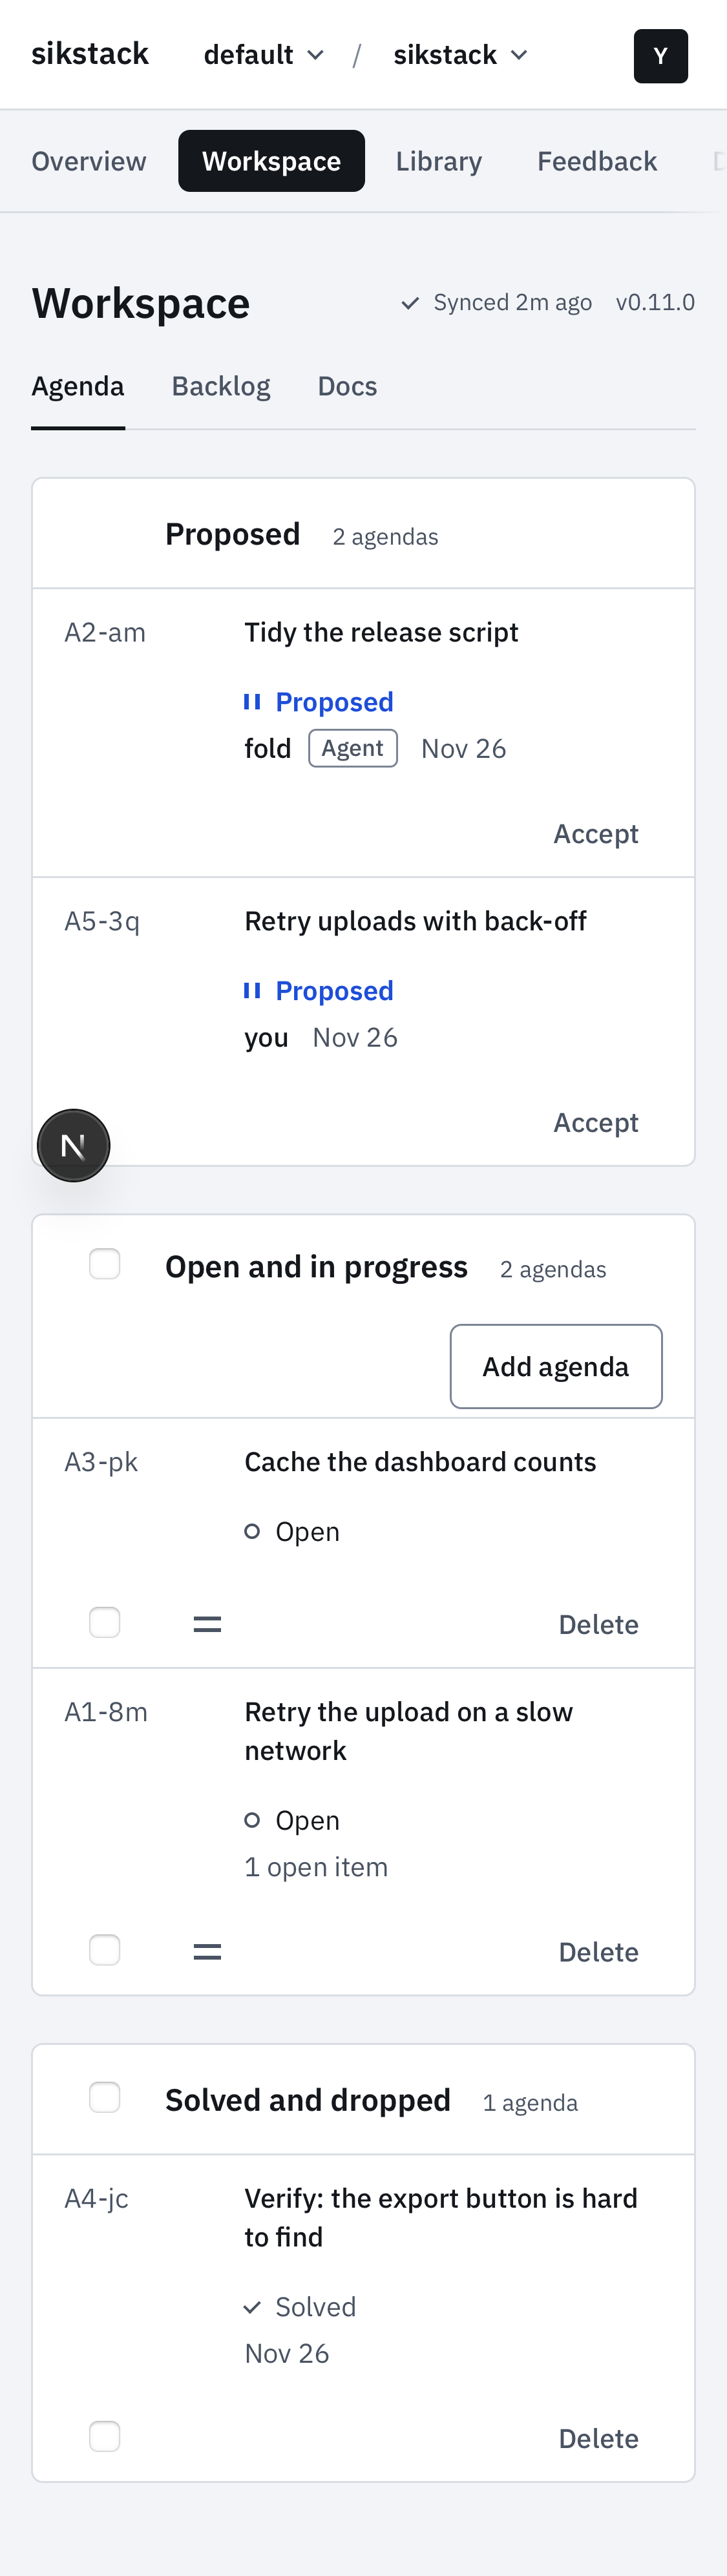 sikstack default / sikstack Y
Overview Workspace Library Feedback
Workspace Synced 2m ago v0.11.0
Agenda Backlog Docs
Proposed 2 agendas
A2-am Tidy the release script
Proposed
fold Agent Nov 26
Accept
A5-3q Retry uploads with back-off
Proposed
you Nov 26
Accept
N
Open and in progress 2 agendas
Add agenda
A3-pk Cache the dashboard counts
Open
Delete
A1-8m Retry the upload on a slow
network
Open
1 open item
Delete
Solved and dropped 1 agenda
A4-jc Verify: the export button is hard
to find
Solved
Nov 26
Delete